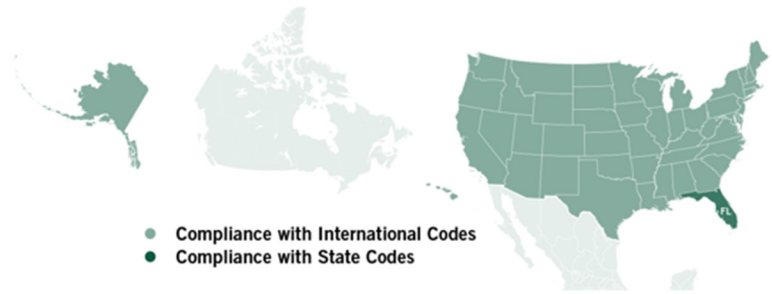 FL
Compliance with International Codes
Compliance with State Codes